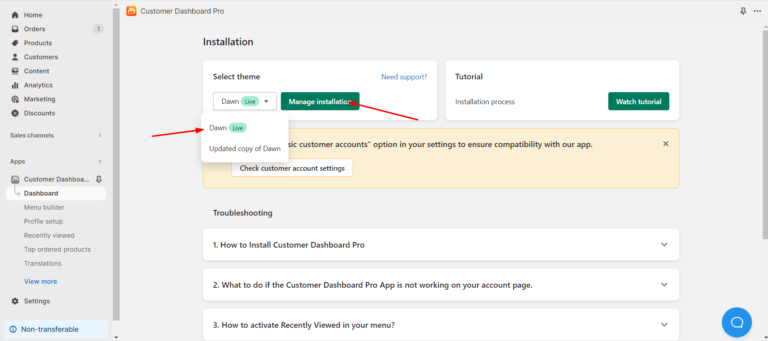 Home
Orders 1
Products
Customers
Content
Analytics
Marketing
Discounts
Sales channels
Apps
Customer Dashboa...
Dashboard
Menu builder
Profile setup
Recently viewed
Top ordered products
Translations
View more
Settings
Non-transferable
Customer Dashboard Pro
Installation
Select theme
Need support?
Dawn Live
Manage installation
Dawn Live
Updated copy of Dawn
Tutorial
Installation process
Watch tutorial
customer accounts" option in your settings to ensure compatibility with our app.
Check customer account settings
Troubleshooting
1. How to Install Customer Dashboard Pro
2. What to do if the Customer Dashboard Pro App is not working on your account page.
3. How to activate Recently Viewed in your menu?